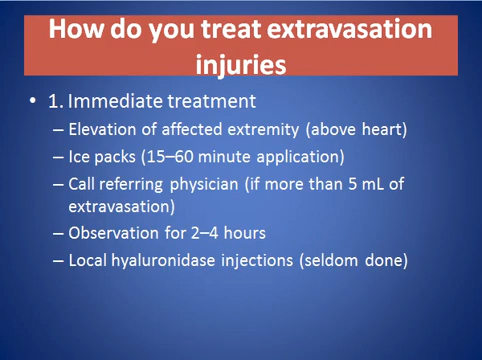 How do you treat extravasation
injuries
• 1. Immediate treatment
– Elevation of affected extremity (above heart)
– Ice packs (15–60 minute application)
– Call referring physician (if more than 5 mL of
extravasation)
– Observation for 2–4 hours
– Local hyaluronidase injections (seldom done)